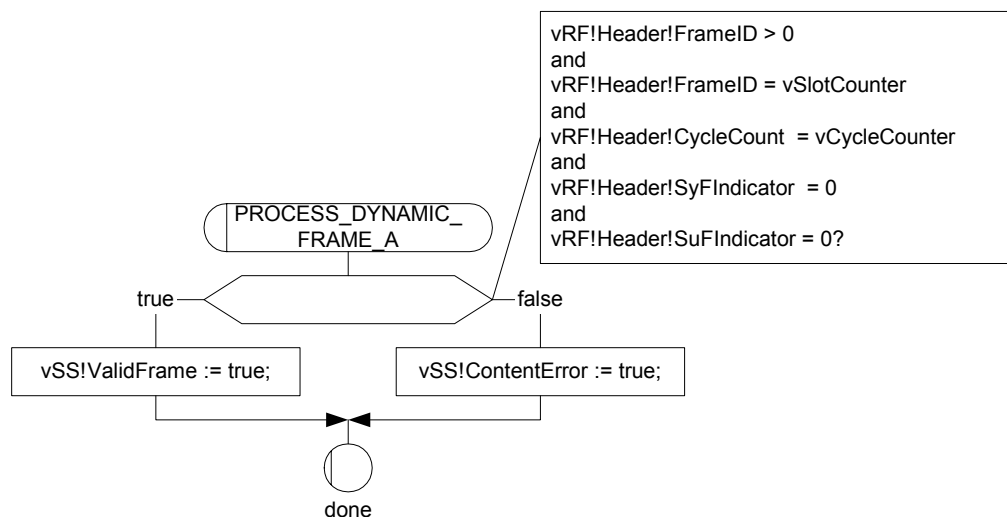 vRF!Header!FrameID > 0
and
vRF!Header!FrameID = vSlotCounter
and
vRF!Header!CycleCount  = vCycleCounter
and
vRF!Header!SyFIndicator  = 0
and
vRF!Header!SuFIndicator = 0?
PROCESS_DYNAMIC_
FRAME_A
true
false
vSS!ValidFrame := true;
vSS!ContentError := true;
done